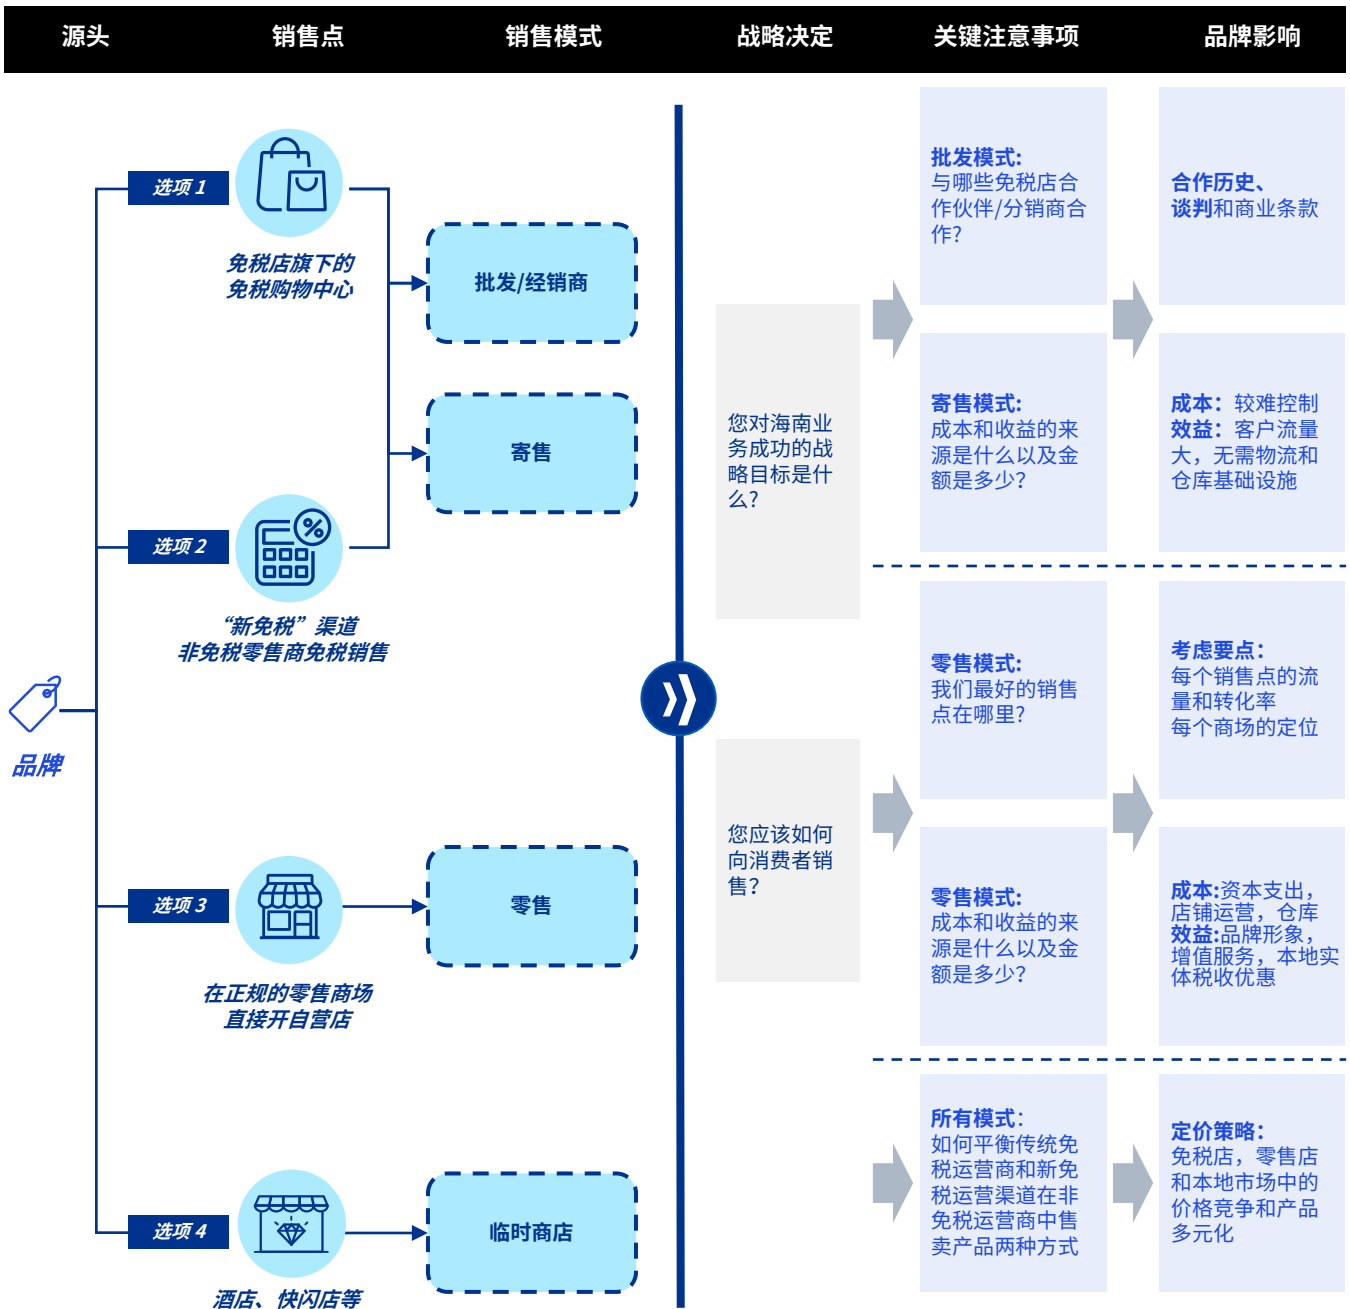 源头
销售点
销售模式
战略决定
关键注意事项
品牌影响
品牌
选项 1
免税店旗下的
免税购物中心
选项 2
“新免税”渠道
非免税零售商免税销售
选项 3
在正规的零售商场
直接开自营店
选项 4
酒店、快闪店等
批发/经销商
寄售
零售
临时商店
您对海南业
务成功的战
略目标是什
么?
您应该如何
向消费者销
售？
批发模式:
与哪些免税店合
作伙伴/分销商合
作?
合作历史、
谈判和商业条款
寄售模式:
成本和收益的来
源是什么以及金
额是多少？
成本：较难控制
效益：客户流量
大，无需物流和
仓库基础设施
零售模式:
我们最好的销售
点在哪里?
考虑要点：
每个销售点的流
量和转化率
每个商场的定位
零售模式:
成本和收益的来
源是什么以及金
额是多少？
成本:资本支出，
店铺运营，仓库
效益:品牌形象，
增值服务，本地实
体税收优惠
所有模式：
如何平衡传统免
税运营商和新免
税运营渠道在非
免税运营商中售
卖产品两种方式
定价策略：
免税店，零售店
和本地市场中的
价格竞争和产品
多元化